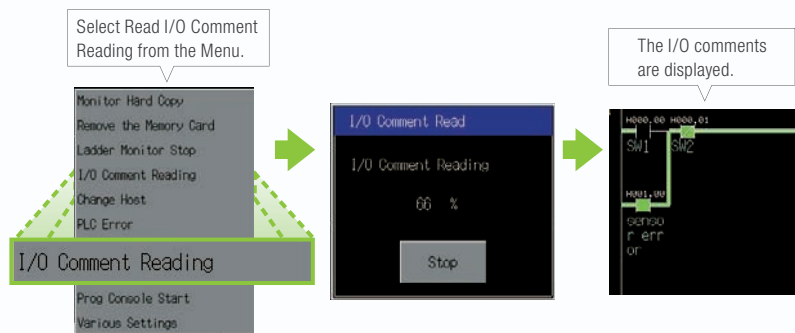 Select Read I/O Comment
Reading from the Menu.
Monitor Hard Copy
Remove the Memory Card
Ladder Monitor Stop
I/O Comment Reading
Change Host
PLC Error
I/O Comment Reading
Prog Console Start
Various Settings
I/O Comment Read
I/O Comment Reading
66 %
Stop
The I/O comments
are displayed.
H000.00 H000.01
SW1 SW2
H001.00
senso
r err
or